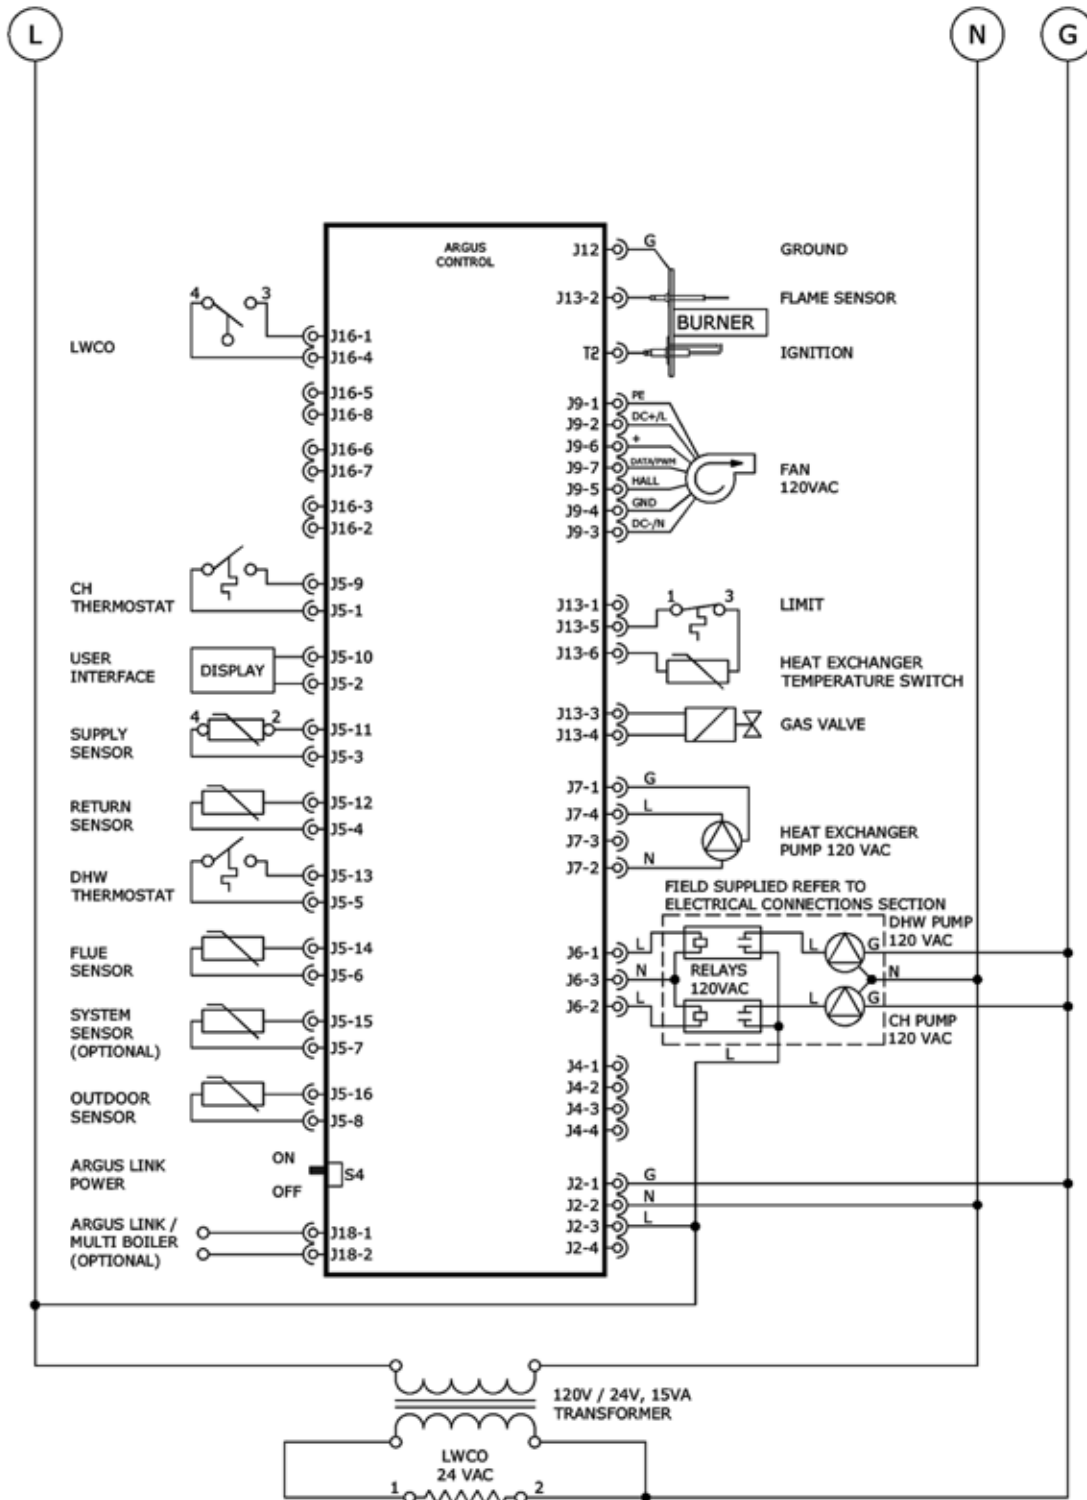 L
N
G
ARGUS
CONTROL
J12
G
GROUND
J13-2
FLAME SENSOR
BURNER
T2
IGNITION
4
3
LWCO
J16-1
J16-4
J16-5
J16-8
J16-6
J16-7
J16-3
J16-2
J9-1
PE
J9-2
DC+/L
J9-6
+
J9-7
DATA/PWM
J9-5
HALL
J9-4
GND
J9-3
DC-/N
FAN
120VAC
CH
THERMOSTAT
J5-9
J5-1
J13-1
J13-5
J13-6
1
3
LIMIT
HEAT EXCHANGER
TEMPERATURE SWITCH
USER
INTERFACE
DISPLAY
J5-10
J5-2
J13-3
J13-4
GAS VALVE
SUPPLY
SENSOR
4
2
J5-11
J5-3
RETURN
SENSOR
J5-12
J5-4
J7-1
G
J7-4
L
J7-3
J7-2
N
HEAT EXCHANGER
PUMP 120 VAC
DHW
THERMOSTAT
J5-13
J5-5
FIELD SUPPLIED REFER TO
ELECTRICAL CONNECTIONS SECTION
DHW PUMP
120 VAC
FLUE
SENSOR
J5-14
J5-6
J6-1
L
J6-3
N
J6-2
L
RELAYS
120VAC
L
G
N
L
G
CH PUMP
120 VAC
L
SYSTEM
SENSOR
(OPTIONAL)
J5-15
J5-7
J4-1
J4-2
J4-3
J4-4
OUTDOOR
SENSOR
J5-16
J5-8
ARGUS LINK
POWER
ON
OFF
S4
J2-1
G
J2-2
N
J2-3
L
J2-4
ARGUS LINK /
MULTI BOILER
(OPTIONAL)
J18-1
J18-2
120V / 24V, 15VA
TRANSFORMER
LWCO
24 VAC
1
2